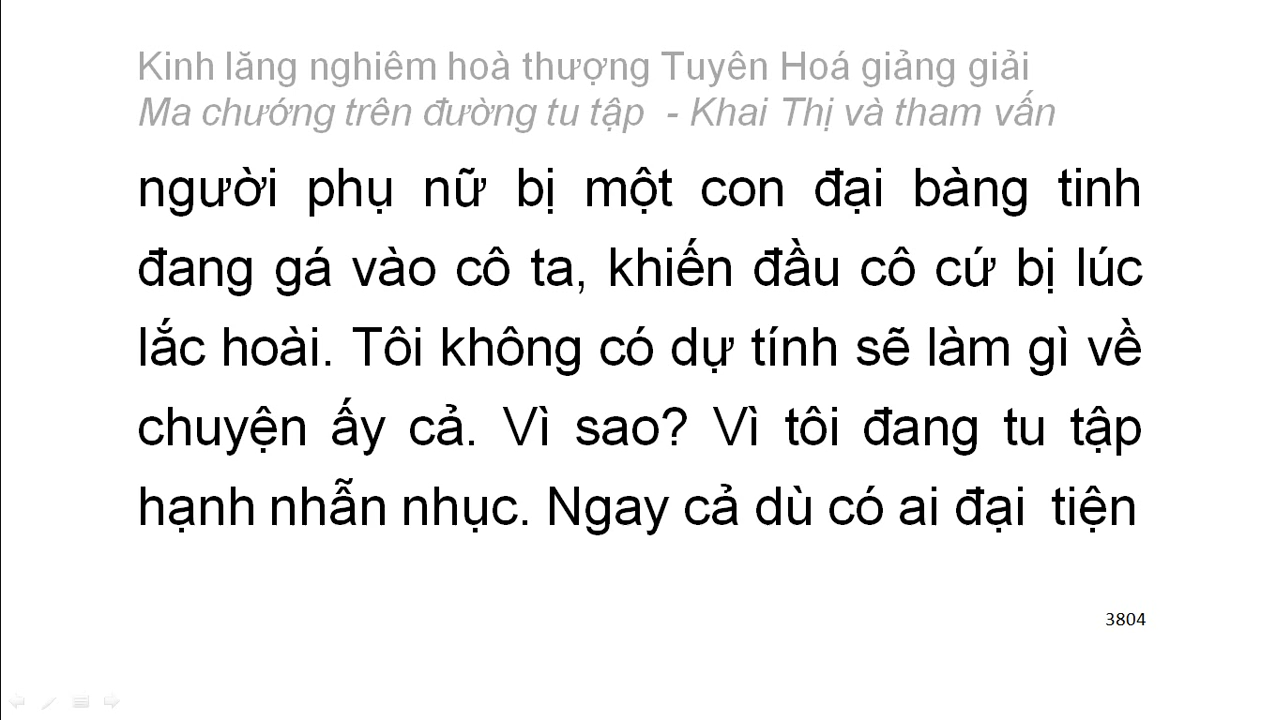 Kinh lăng nghiêm hoà thượng Tuyên Hoá giảng giải
Ma chướng trên đường tu tập - Khai Thị và tham vấn
người phụ nữ bị một con đại bàng tinh
đang gá vào cô ta, khiến đầu cô cứ bị lúc
lắc hoài. Tôi không có dự tính sẽ làm gì về
chuyện ấy cả. Vì sao? Vì tôi đang tu tập
hạnh nhẫn nhục. Ngay cả dù có ai đại tiện
3804